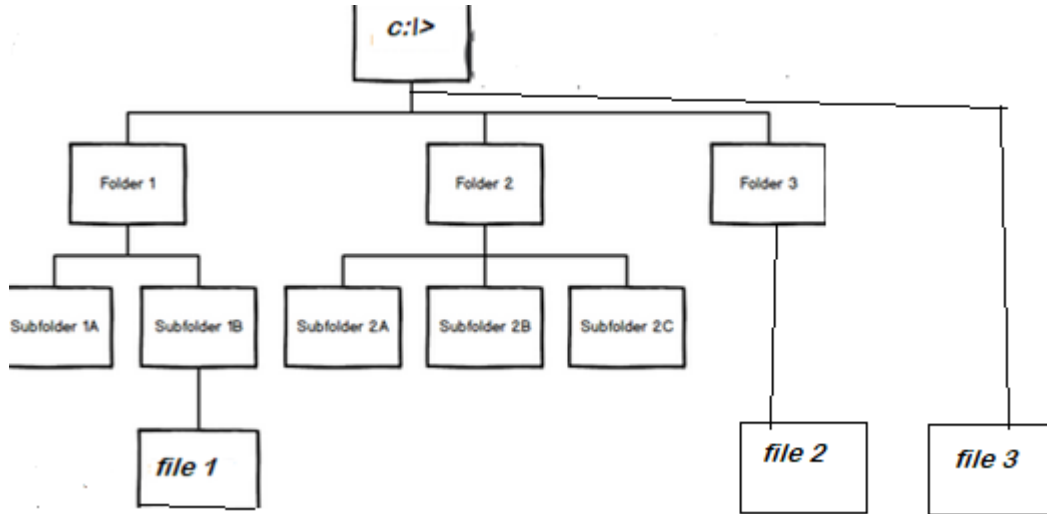 c:\>
Folder 1
Folder 2
Folder 3
Subfolder 1A
Subfolder 1B
Subfolder 2A
Subfolder 2B
Subfolder 2C
file 1
file 2
file 3